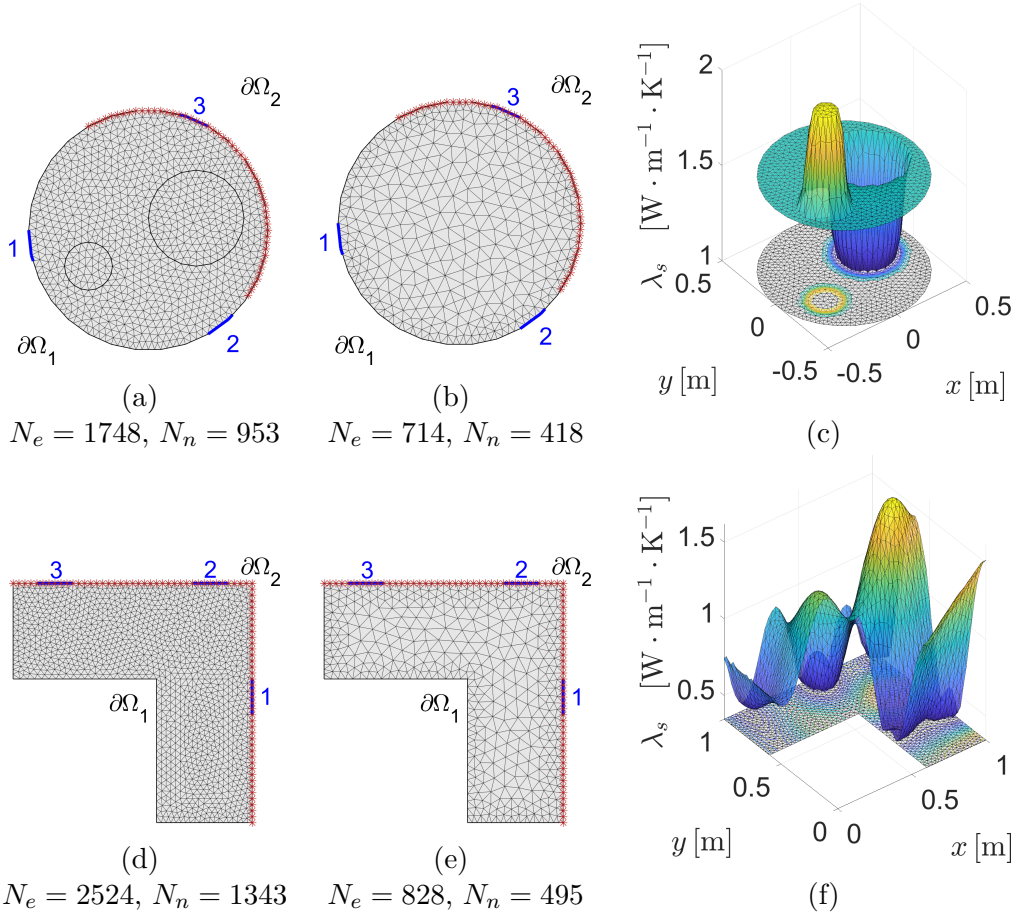 ∂Ω₂
3
1
2
∂Ω₁
(a)
Nₑ = 1748, Nₙ = 953
∂Ω₂
3
1
2
∂Ω₁
(b)
Nₑ = 714, Nₙ = 418
λₛ [W · m⁻¹ · K⁻¹]
2
1.5
1
0.5
0
-0.5
y [m]
-0.5
0
0.5
x [m]
(c)
3
2
∂Ω₂
1
∂Ω₁
(d)
Nₑ = 2524, Nₙ = 1343
3
2
∂Ω₂
1
∂Ω₁
(e)
Nₑ = 828, Nₙ = 495
λₛ [W · m⁻¹ · K⁻¹]
1.5
1
0.5
1
0.5
0
y [m]
0
0.5
1
x [m]
(f)